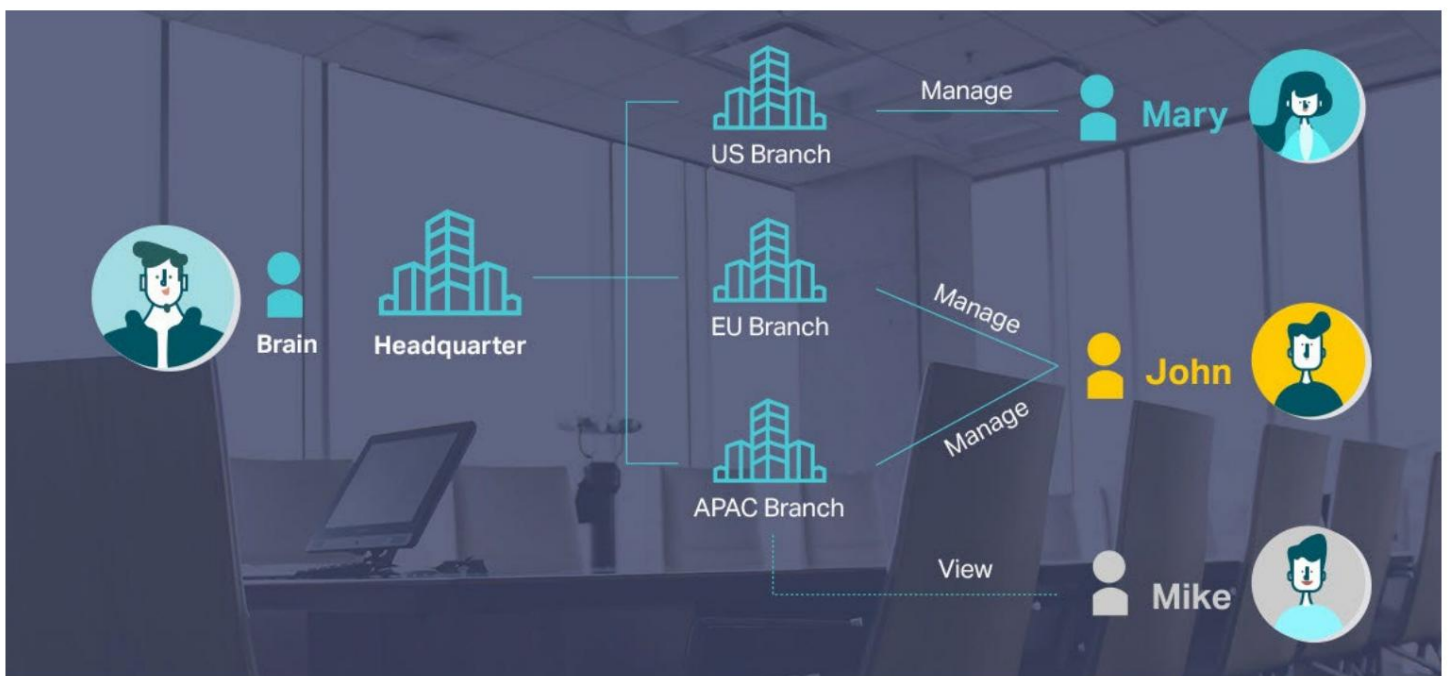 Manage
Mary
US Branch
Brain
Headquarter
EU Branch
Manage
John
Manage
APAC Branch
View
Mike